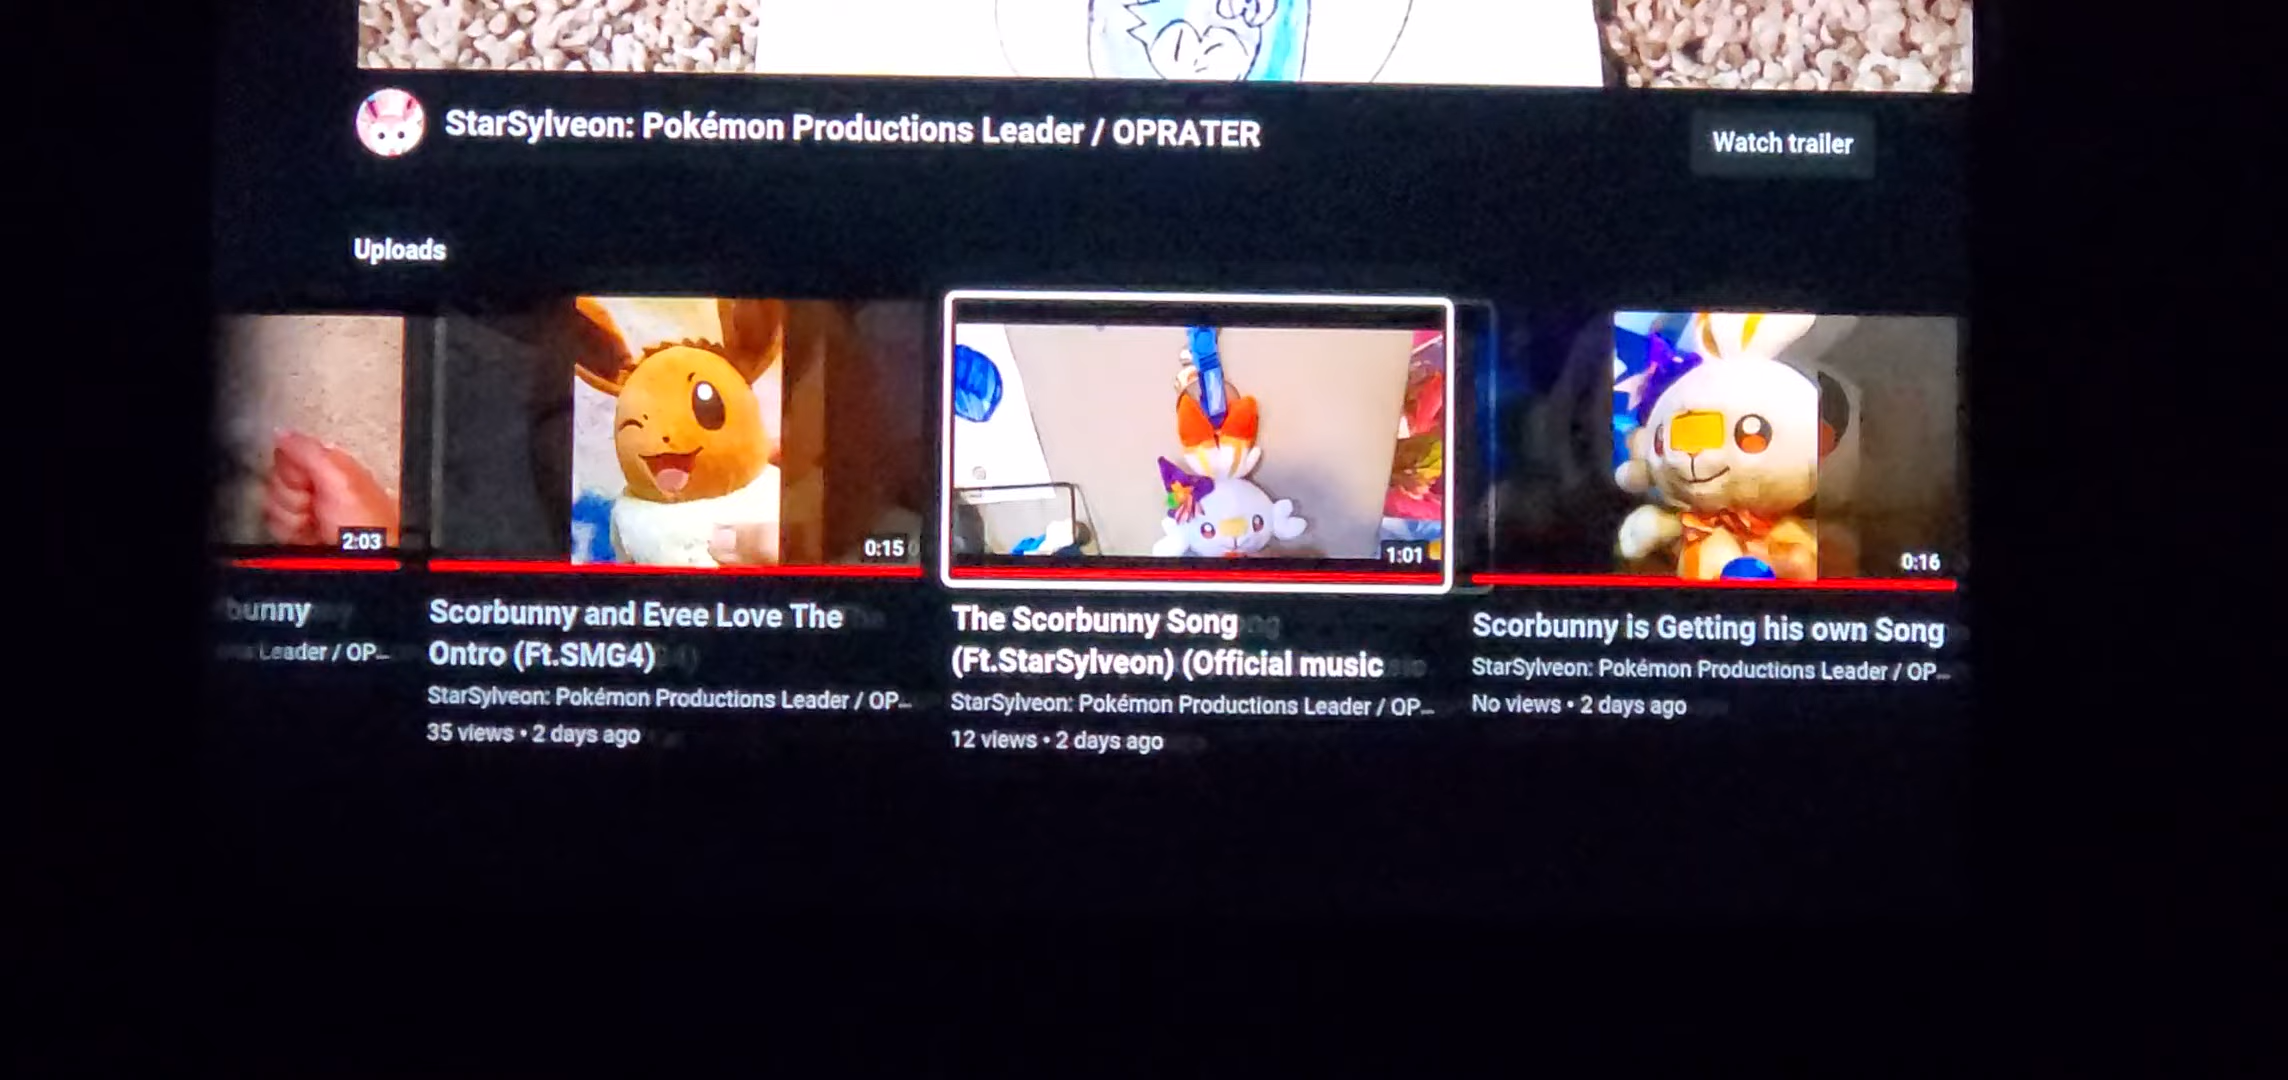 StarSylveon: Pokémon Productions Leader / OPRATER
Watch trailer
Uploads
2:03
0:15
1:01
0:16
bunny
Leader / OP...
Scorbunny and Evee Love The
Ontro (Ft.SMG4)
StarSylveon: Pokémon Productions Leader / OP...
35 views • 2 days ago
The Scorbunny Song
(Ft.StarSylveon) (Official music
StarSylveon: Pokémon Productions Leader / OP...
12 views • 2 days ago
Scorbunny is Getting his own Song
StarSylveon: Pokémon Productions Leader / OP...
No views • 2 days ago